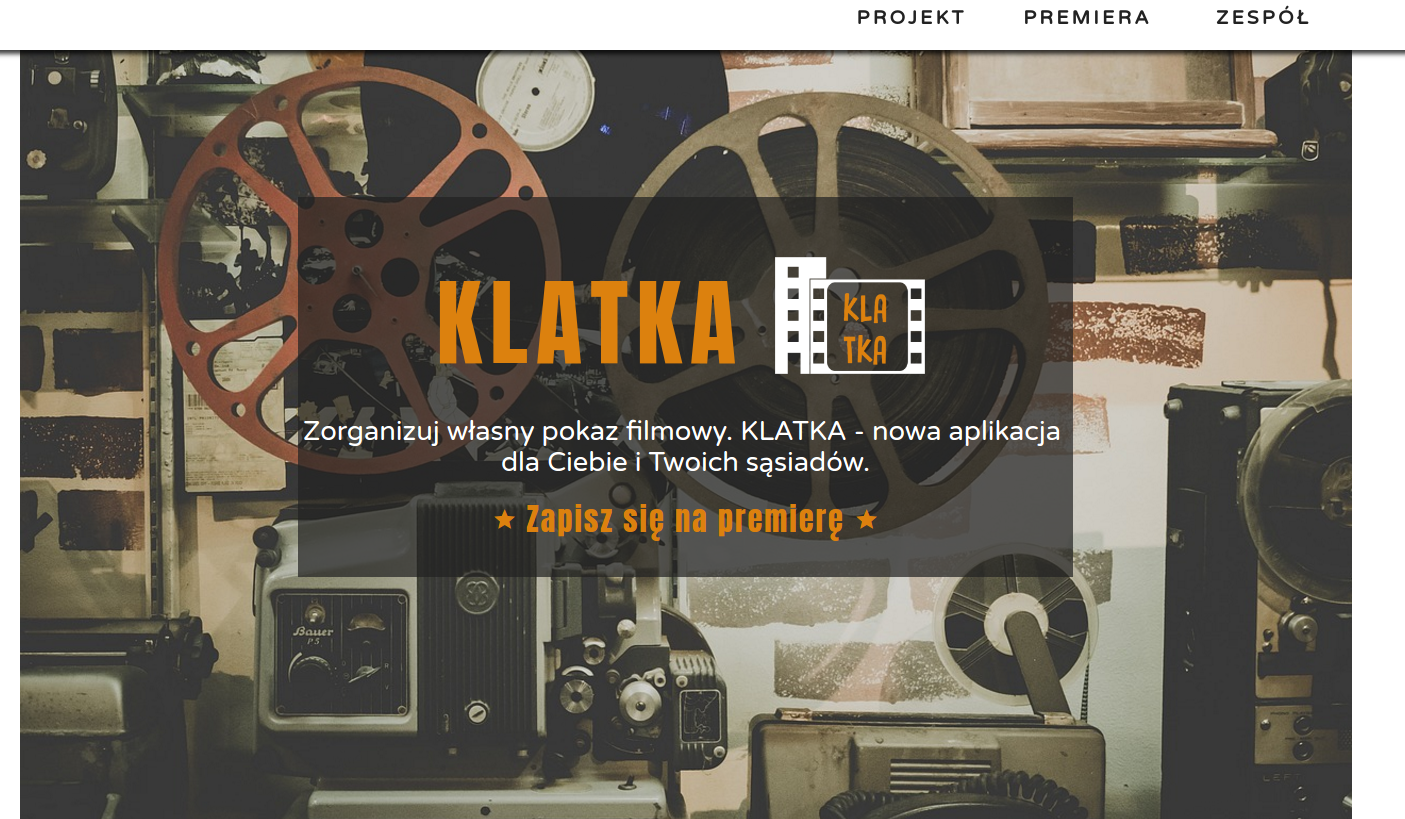 PROJEKT PREMIERA ZESPÓŁ
KLATKA
KLA
TKA
Zorganizuj własny pokaz filmowy. KLATKA - nowa aplikacja
dla Ciebie i Twoich sąsiadów.
★ Zapisz się na premierę ★
Bauer
P5
LEFT